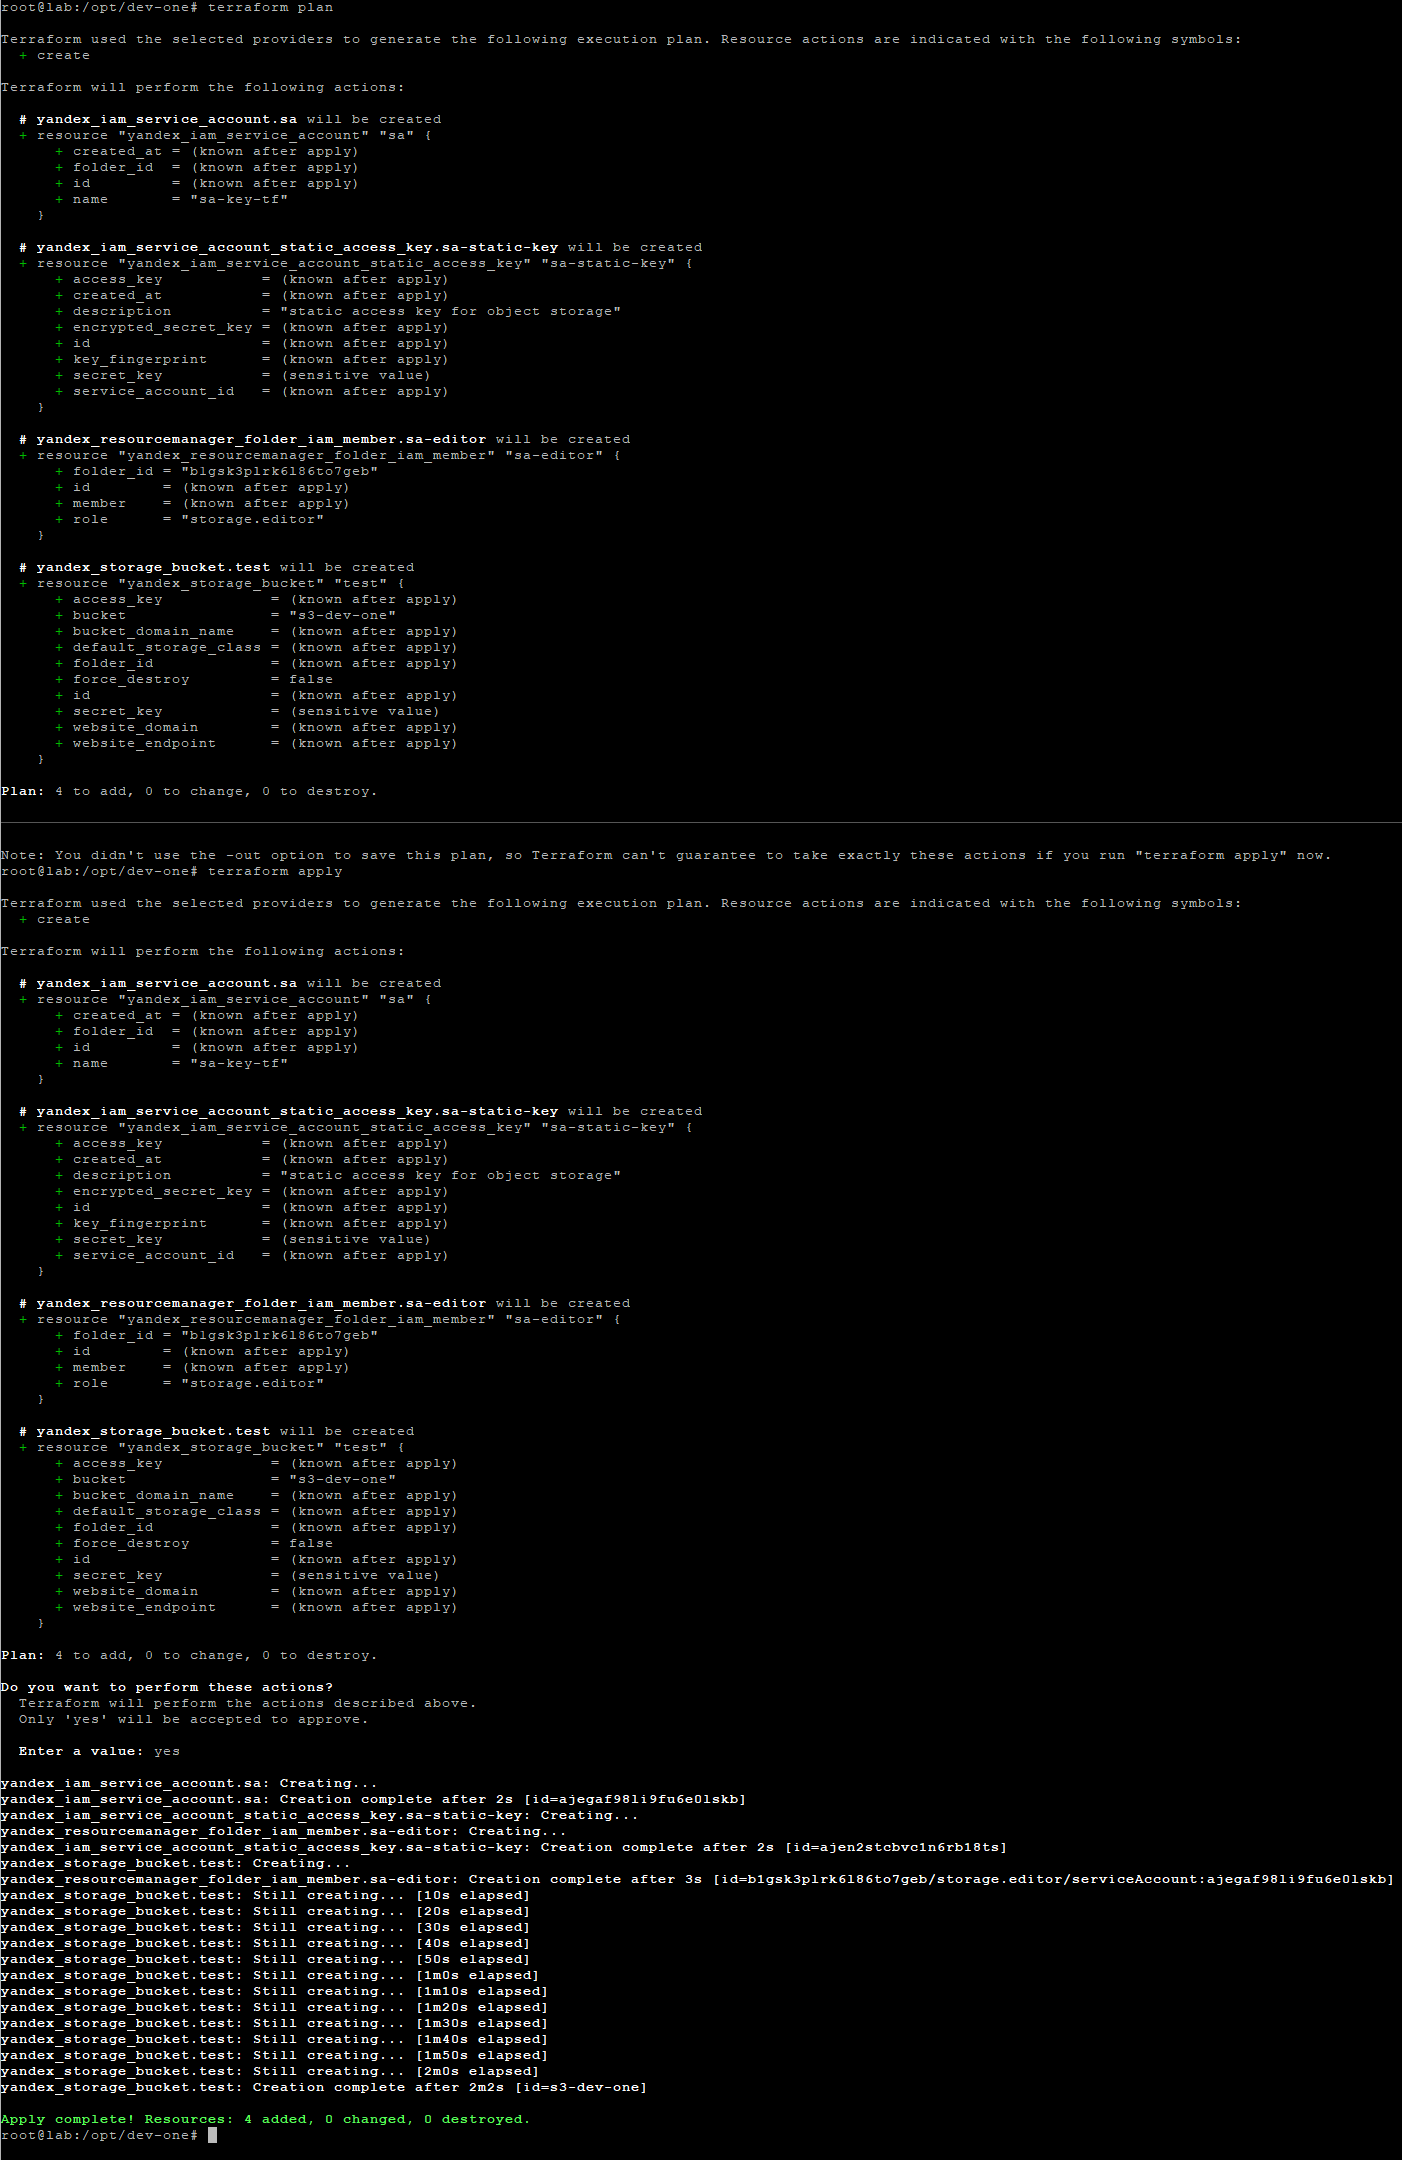 root@lab:/opt/dev-one# terraform plan

Terraform used the selected providers to generate the following execution plan. Resource actions are indicated with the following symbols:
  + create

Terraform will perform the following actions:

  # yandex_iam_service_account.sa will be created
  + resource "yandex_iam_service_account" "sa" {
      + created_at = (known after apply)
      + folder_id  = (known after apply)
      + id         = (known after apply)
      + name       = "sa-key-tf"
    }

  # yandex_iam_service_account_static_access_key.sa-static-key will be created
  + resource "yandex_iam_service_account_static_access_key" "sa-static-key" {
      + access_key           = (known after apply)
      + created_at           = (known after apply)
      + description          = "static access key for object storage"
      + encrypted_secret_key = (known after apply)
      + id                   = (known after apply)
      + key_fingerprint      = (known after apply)
      + secret_key           = (sensitive value)
      + service_account_id   = (known after apply)
    }

  # yandex_resourcemanager_folder_iam_member.sa-editor will be created
  + resource "yandex_resourcemanager_folder_iam_member" "sa-editor" {
      + folder_id = "b1gsk3plrk6l86to7geb"
      + id        = (known after apply)
      + member    = (known after apply)
      + role      = "storage.editor"
    }

  # yandex_storage_bucket.test will be created
  + resource "yandex_storage_bucket" "test" {
      + access_key            = (known after apply)
      + bucket                = "s3-dev-one"
      + bucket_domain_name    = (known after apply)
      + default_storage_class = (known after apply)
      + folder_id             = (known after apply)
      + force_destroy         = false
      + id                    = (known after apply)
      + secret_key            = (sensitive value)
      + website_domain        = (known after apply)
      + website_endpoint      = (known after apply)
    }

Plan: 4 to add, 0 to change, 0 to destroy.

Note: You didn't use the -out option to save this plan, so Terraform can't guarantee to take exactly these actions if you run "terraform apply" now.
root@lab:/opt/dev-one# terraform apply

Terraform used the selected providers to generate the following execution plan. Resource actions are indicated with the following symbols:
  + create

Terraform will perform the following actions:

  # yandex_iam_service_account.sa will be created
  + resource "yandex_iam_service_account" "sa" {
      + created_at = (known after apply)
      + folder_id  = (known after apply)
      + id         = (known after apply)
      + name       = "sa-key-tf"
    }

  # yandex_iam_service_account_static_access_key.sa-static-key will be created
  + resource "yandex_iam_service_account_static_access_key" "sa-static-key" {
      + access_key           = (known after apply)
      + created_at           = (known after apply)
      + description          = "static access key for object storage"
      + encrypted_secret_key = (known after apply)
      + id                   = (known after apply)
      + key_fingerprint      = (known after apply)
      + secret_key           = (sensitive value)
      + service_account_id   = (known after apply)
    }

  # yandex_resourcemanager_folder_iam_member.sa-editor will be created
  + resource "yandex_resourcemanager_folder_iam_member" "sa-editor" {
      + folder_id = "b1gsk3plrk6l86to7geb"
      + id        = (known after apply)
      + member    = (known after apply)
      + role      = "storage.editor"
    }

  # yandex_storage_bucket.test will be created
  + resource "yandex_storage_bucket" "test" {
      + access_key            = (known after apply)
      + bucket                = "s3-dev-one"
      + bucket_domain_name    = (known after apply)
      + default_storage_class = (known after apply)
      + folder_id             = (known after apply)
      + force_destroy         = false
      + id                    = (known after apply)
      + secret_key            = (sensitive value)
      + website_domain        = (known after apply)
      + website_endpoint      = (known after apply)
    }

Plan: 4 to add, 0 to change, 0 to destroy.

Do you want to perform these actions?
  Terraform will perform the actions described above.
  Only 'yes' will be accepted to approve.

  Enter a value: yes

yandex_iam_service_account.sa: Creating...
yandex_iam_service_account.sa: Creation complete after 2s [id=ajegaf98li9fu6e0lskb]
yandex_iam_service_account_static_access_key.sa-static-key: Creating...
yandex_resourcemanager_folder_iam_member.sa-editor: Creating...
yandex_iam_service_account_static_access_key.sa-static-key: Creation complete after 2s [id=ajen2stcbvc1n6rb18ts]
yandex_storage_bucket.test: Creating...
yandex_resourcemanager_folder_iam_member.sa-editor: Creation complete after 3s [id=b1gsk3plrk6l86to7geb/storage.editor/serviceAccount:ajegaf98li9fu6e0lskb]
yandex_storage_bucket.test: Still creating... [10s elapsed]
yandex_storage_bucket.test: Still creating... [20s elapsed]
yandex_storage_bucket.test: Still creating... [30s elapsed]
yandex_storage_bucket.test: Still creating... [40s elapsed]
yandex_storage_bucket.test: Still creating... [50s elapsed]
yandex_storage_bucket.test: Still creating... [1m0s elapsed]
yandex_storage_bucket.test: Still creating... [1m10s elapsed]
yandex_storage_bucket.test: Still creating... [1m20s elapsed]
yandex_storage_bucket.test: Still creating... [1m30s elapsed]
yandex_storage_bucket.test: Still creating... [1m40s elapsed]
yandex_storage_bucket.test: Still creating... [1m50s elapsed]
yandex_storage_bucket.test: Still creating... [2m0s elapsed]
yandex_storage_bucket.test: Creation complete after 2m2s [id=s3-dev-one]

Apply complete! Resources: 4 added, 0 changed, 0 destroyed.
root@lab:/opt/dev-one#